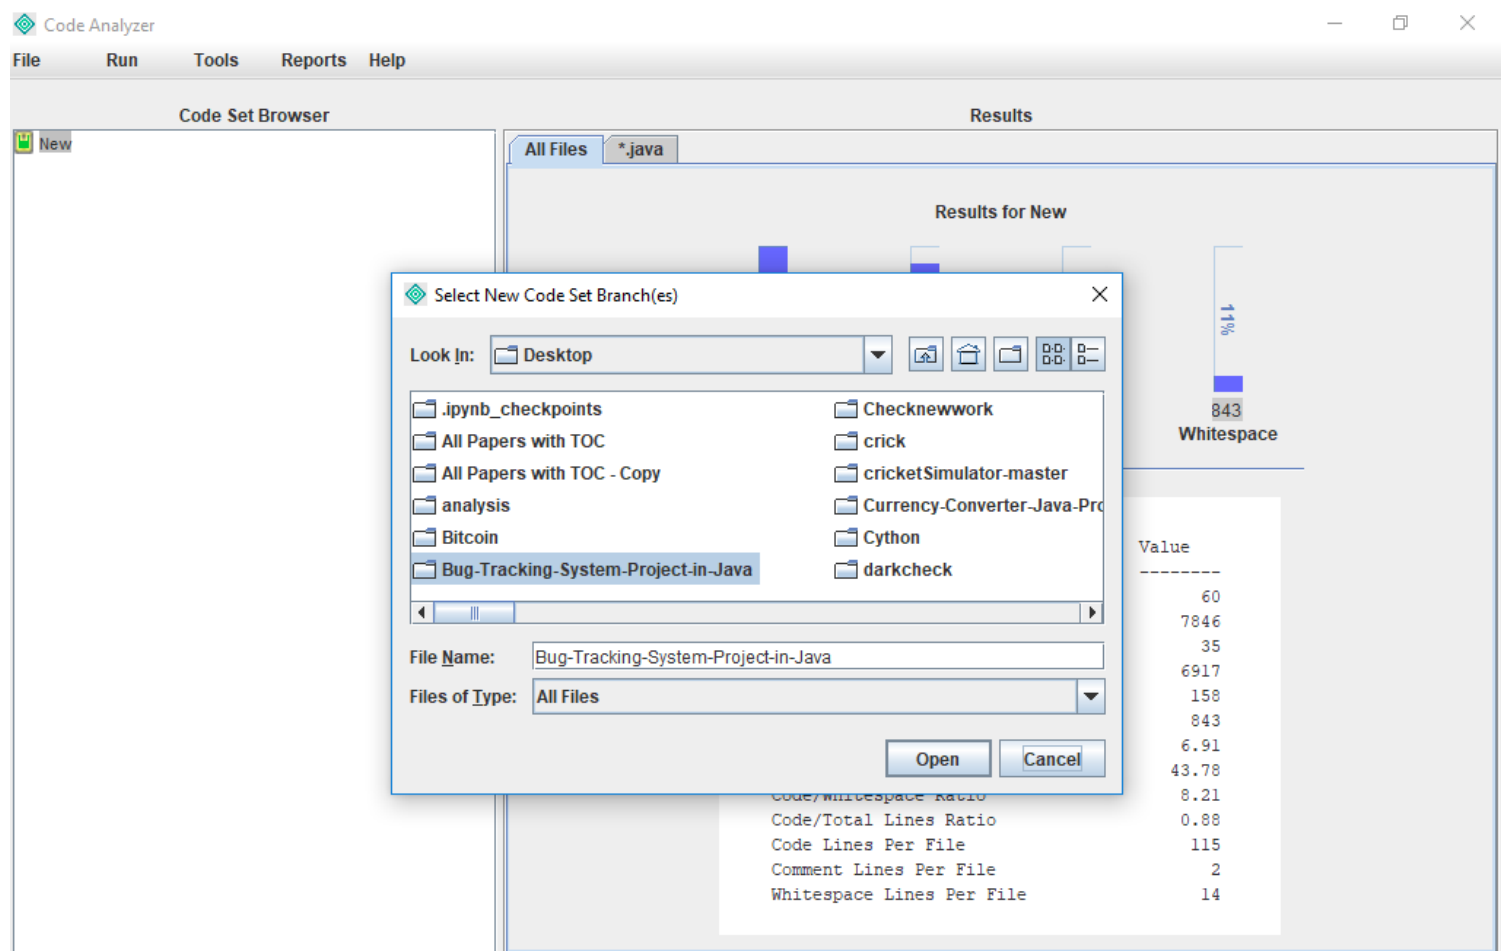 Code Analyzer
File Run Tools Reports Help
Code Set Browser
Results
New
All Files *.java
Results for New
11%
843
Whitespace
Select New Code Set Branch(es)
Look In: Desktop
.ipynb_checkpoints
All Papers with TOC
All Papers with TOC - Copy
analysis
Bitcoin
Bug-Tracking-System-Project-in-Java
Checknewwork
crick
cricketSimulator-master
Currency-Converter-Java-Pro
Cython
darkcheck
File Name: Bug-Tracking-System-Project-in-Java
Files of Type: All Files
Open Cancel
Value
--------
60
7846
35
6917
158
843
6.91
43.78
Code/Whitespace Ratio 8.21
Code/Total Lines Ratio 0.88
Code Lines Per File 115
Comment Lines Per File 2
Whitespace Lines Per File 14